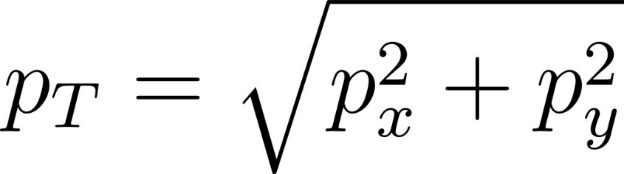 p_T = \sqrt{p_x^2 + p_y^2}